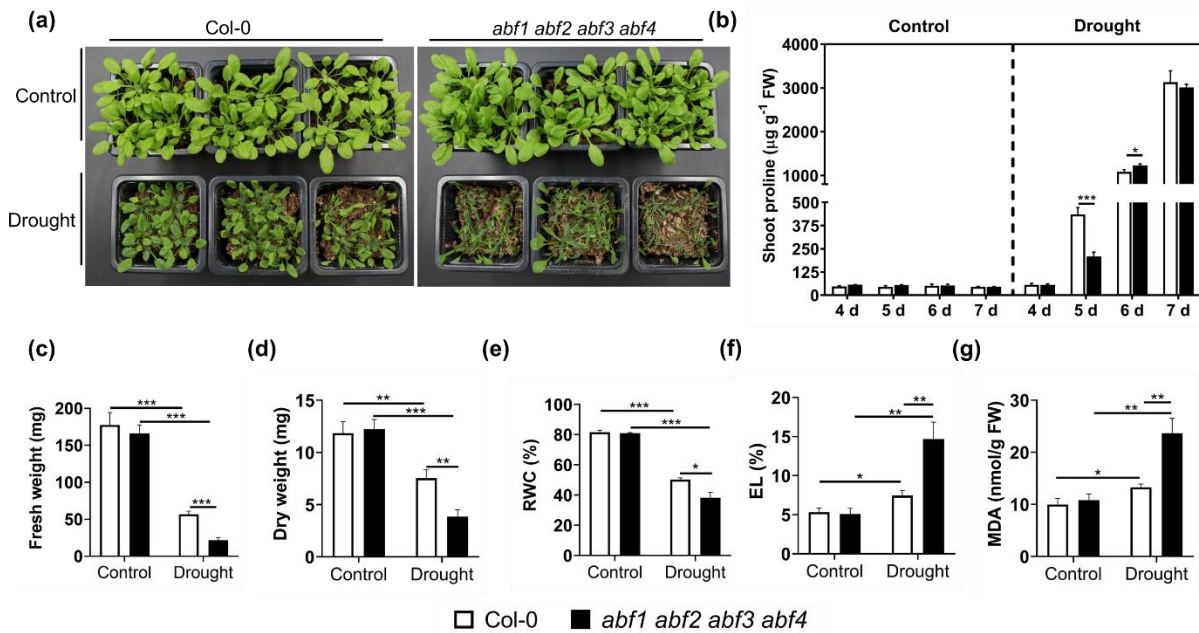 (a)
Col-0
abf1 abf2 abf3 abf4
Control
Drought
(b)
Control
Drought
Shoot proline (µg g⁻¹ FW)
4000
3000
2000
1000
500
375
250
125
0
***
*
4 d 5 d 6 d 7 d 4 d 5 d 6 d 7 d
(c)
Fresh weight (mg)
200
150
100
50
0
***
***
***
Control Drought
(d)
Dry weight (mg)
15
10
5
0
**
***
**
Control Drought
(e)
RWC (%)
100
80
60
40
20
0
***
***
*
Control Drought
(f)
EL (%)
20
15
10
5
0
**
**
*
Control Drought
(g)
MDA (nmol/g FW)
30
20
10
0
**
**
*
Control Drought
Col-0 abf1 abf2 abf3 abf4